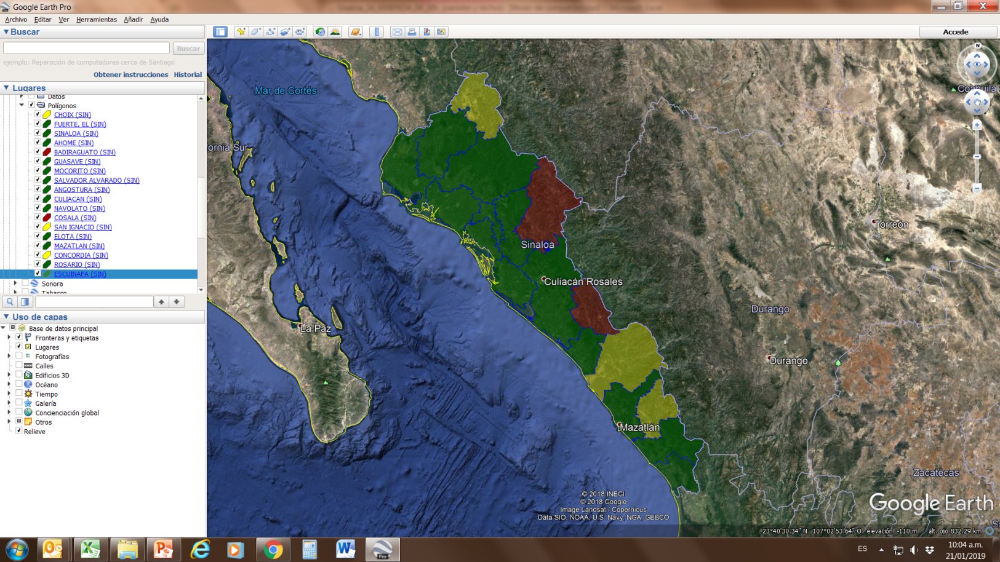 Google Earth Pro
Archivo Editar Ver Herramientas Añadir Ayuda
Buscar
Buscar
ejemplo: Reparación de computadoras cerca de Santiago
Obtener instrucciones Historial
Lugares
Datos
Polígonos
CHOIX (SIN)
FUERTE, EL (SIN)
SINALOA (SIN)
AHOME (SIN)
BADIRAGUATO (SIN)
GUASAVE (SIN)
MOCORITO (SIN)
SALVADOR ALVARADO (SIN)
ANGOSTURA (SIN)
CULIACAN (SIN)
NAVOLATO (SIN)
COSALA (SIN)
SAN IGNACIO (SIN)
ELOTA (SIN)
MAZATLAN (SIN)
CONCORDIA (SIN)
ROSARIO (SIN)
ESCUINAPA (SIN)
Sonora
Tabasco
Uso de capas
Base de datos principal
Fronteras y etiquetas
Lugares
Fotografías
Calles
Edificios 3D
Océano
Tiempo
Galería
Concienciación global
Otros
Relieve
Accede
N
Mar de Cortés
Coahuila
fornia Sur
Torreón
Sinaloa
Culiacán Rosales
Durango
La Paz
Durango
Mazatlán
Zacatecas
© 2018 INEGI
© 2018 Google
Image Landsat / Copernicus
Data SIO, NOAA, U.S. Navy, NGA, GEBCO
Google Earth
23°40'30.34" N 107°02'53.64" O elevación -110 m alt. ojo 832.29 km
Pro
ES
10:04 a.m.
21/01/2019